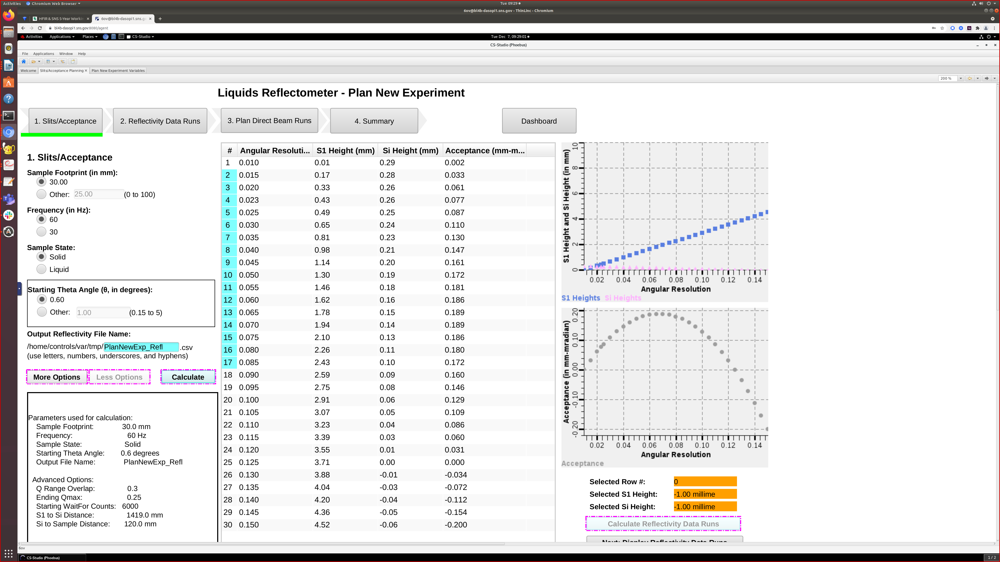 Activities Chromium Web Browser Tue 09:29
6ov@bl4b-dasopi1.sns.gov - ThinLinc - Chromium
HFIR & SNS 5-Year Workin 6ov@bl4b-dasopi1.sns.go
bl4b-dasopi1.sns.gov:8080/agent
Activities Applications Places CS-Studio Tue Dec 7, 09:29:01
CS-Studio (Phoebus)
File Applications Window Help
Welcome Slits/Acceptance Planning Plan New Experiment Variables
200 %
Liquids Reflectometer - Plan New Experiment
1. Slits/Acceptance 2. Reflectivity Data Runs 3. Plan Direct Beam Runs 4. Summary Dashboard
1. Slits/Acceptance
Sample Footprint (in mm):
30.00
Other: 25.00 (0 to 100)
Frequency (in Hz):
60
30
Sample State:
Solid
Liquid
Starting Theta Angle (θ, in degrees):
0.60
Other: 1.00 (0.15 to 5)
Output Reflectivity File Name:
/home/controls/var/tmp/ PlanNewExp_Refl .csv
(use letters, numbers, underscores, and hyphens)
More Options Less Options Calculate
Parameters used for calculation:
Sample Footprint: 30.0 mm
Frequency: 60 Hz
Sample State: Solid
Starting Theta Angle: 0.6 degrees
Output File Name: PlanNewExp_Refl
Advanced Options:
Q Range Overlap: 0.3
Ending Qmax: 0.25
Starting WaitFor Counts: 6000
S1 to Si Distance: 1419.0 mm
Si to Sample Distance: 120.0 mm
# Angular Resoluti... S1 Height (mm) Si Height (mm) Acceptance (mm-m...
1 0.010 0.01 0.29 0.002
2 0.015 0.17 0.28 0.033
3 0.020 0.33 0.26 0.061
4 0.023 0.43 0.26 0.077
5 0.025 0.49 0.25 0.087
6 0.030 0.65 0.24 0.110
7 0.035 0.81 0.23 0.130
8 0.040 0.98 0.21 0.147
9 0.045 1.14 0.20 0.161
10 0.050 1.30 0.19 0.172
11 0.055 1.46 0.18 0.181
12 0.060 1.62 0.16 0.186
13 0.065 1.78 0.15 0.189
14 0.070 1.94 0.14 0.189
15 0.075 2.10 0.13 0.186
16 0.080 2.26 0.11 0.180
17 0.085 2.43 0.10 0.172
18 0.090 2.59 0.09 0.160
19 0.095 2.75 0.08 0.146
20 0.100 2.91 0.06 0.129
21 0.105 3.07 0.05 0.109
22 0.110 3.23 0.04 0.086
23 0.115 3.39 0.03 0.060
24 0.120 3.55 0.01 0.031
25 0.125 3.71 0.00 0.000
26 0.130 3.88 -0.01 -0.034
27 0.135 4.04 -0.03 -0.072
28 0.140 4.20 -0.04 -0.112
29 0.145 4.36 -0.05 -0.154
30 0.150 4.52 -0.06 -0.200
S1 Height and Si Height (in mm)
10
8
6
4
2
0
0.02 0.04 0.06 0.08 0.10 0.12 0.14
Angular Resolution
S1 Heights Si Heights
Acceptance (in mm-mradian)
0.20
0.10
0.00
-0.10
-0.20
0.02 0.04 0.06 0.08 0.10 0.12 0.14
Angular Resolution
Acceptance
Selected Row #: 0
Selected S1 Height: -1.00 millime
Selected Si Height: -1.00 millime
Calculate Reflectivity Data Runs
Next: Display Reflectivity Data Runs
6ov
CS-Studio (Phoebus) 1 / 2